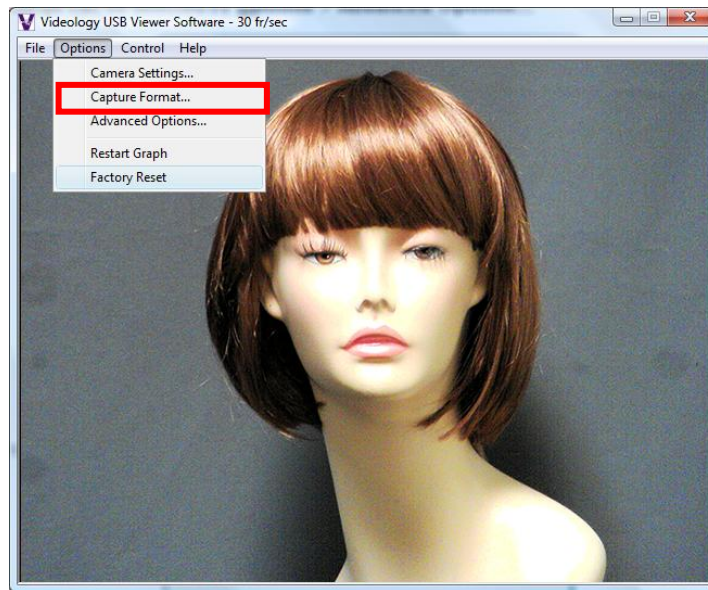 Videology USB Viewer Software - 30 fr/sec
File Options Control Help
Camera Settings...
Capture Format...
Advanced Options...
Restart Graph
Factory Reset